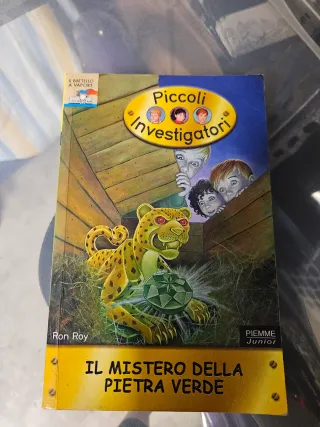 IL BATTELLO
A VAPORE
Piccoli
Investigatori
Ron Roy
PIEMME
Junior
IL MISTERO DELLA
PIETRA VERDE